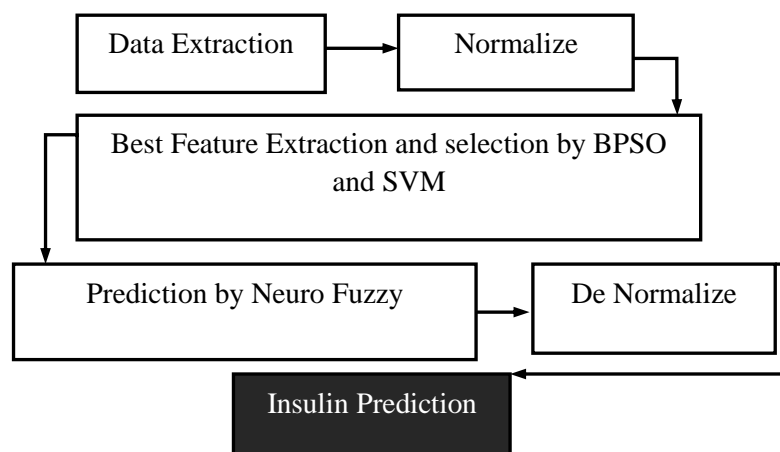 Data Extraction
Normalize
Best Feature Extraction and selection by BPSO
and SVM
Prediction by Neuro Fuzzy
De Normalize
Insulin Prediction